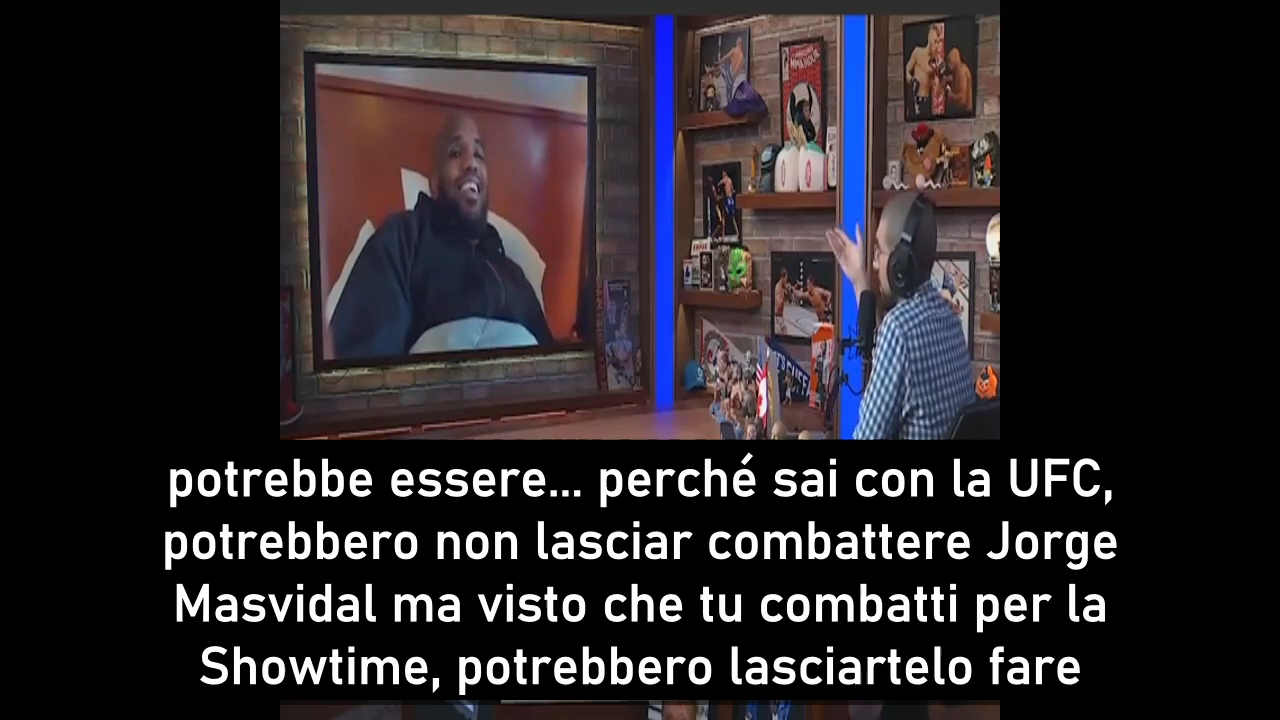 potrebbe essere... perché sai con la UFC,
potrebbero non lasciar combattere Jorge
Masvidal ma visto che tu combatti per la
Showtime, potrebbero lasciartelo fare